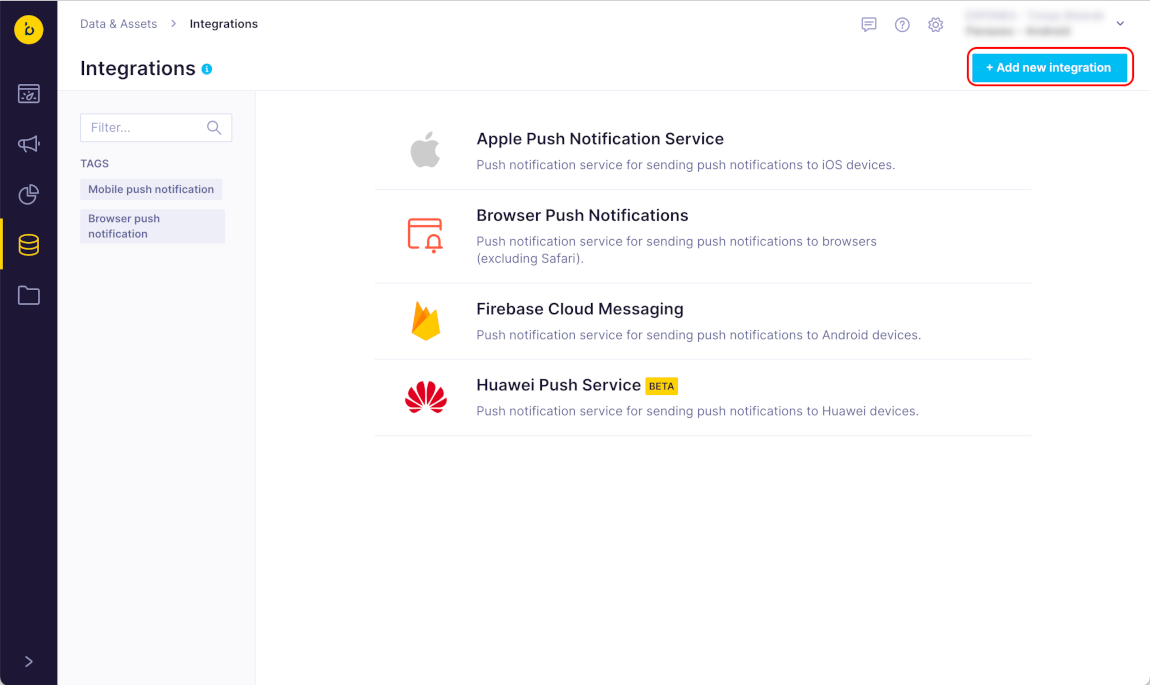 Data & Assets > Integrations
Integrations
+ Add new integration
Filter...
TAGS
Mobile push notification
Browser push
notification
Apple Push Notification Service
Push notification service for sending push notifications to iOS devices.
Browser Push Notifications
Push notification service for sending push notifications to browsers
(excluding Safari).
Firebase Cloud Messaging
Push notification service for sending push notifications to Android devices.
Huawei Push Service BETA
Push notification service for sending push notifications to Huawei devices.